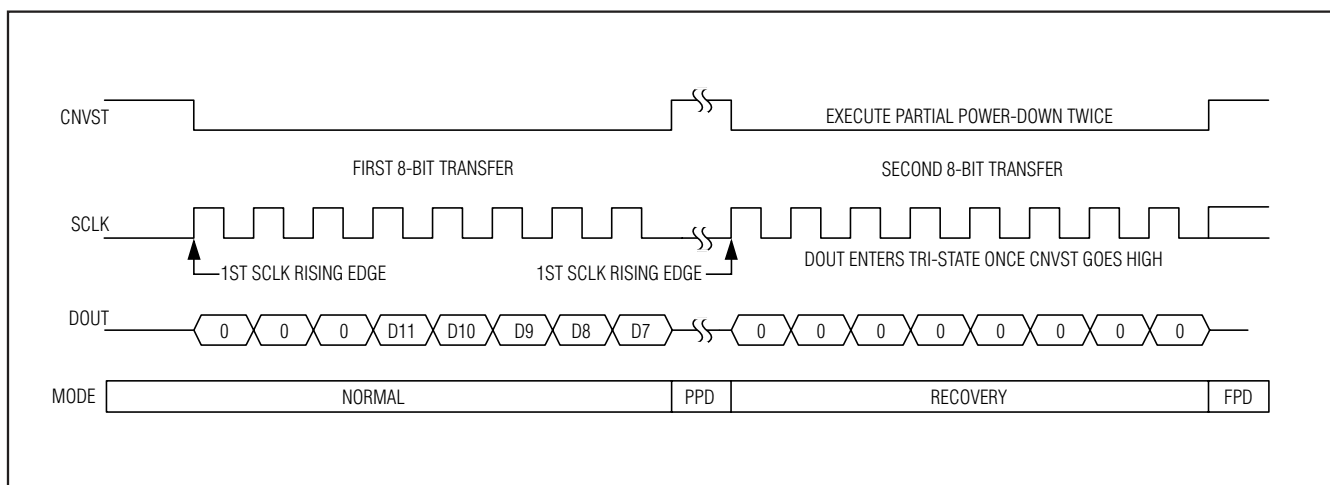 CNVST
EXECUTE PARTIAL POWER-DOWN TWICE
FIRST 8-BIT TRANSFER
SECOND 8-BIT TRANSFER
SCLK
1ST SCLK RISING EDGE
1ST SCLK RISING EDGE
DOUT ENTERS TRI-STATE ONCE CNVST GOES HIGH
DOUT
0 0 0 D11 D10 D9 D8 D7 0 0 0 0 0 0 0 0
MODE
NORMAL
PPD
RECOVERY
FPD